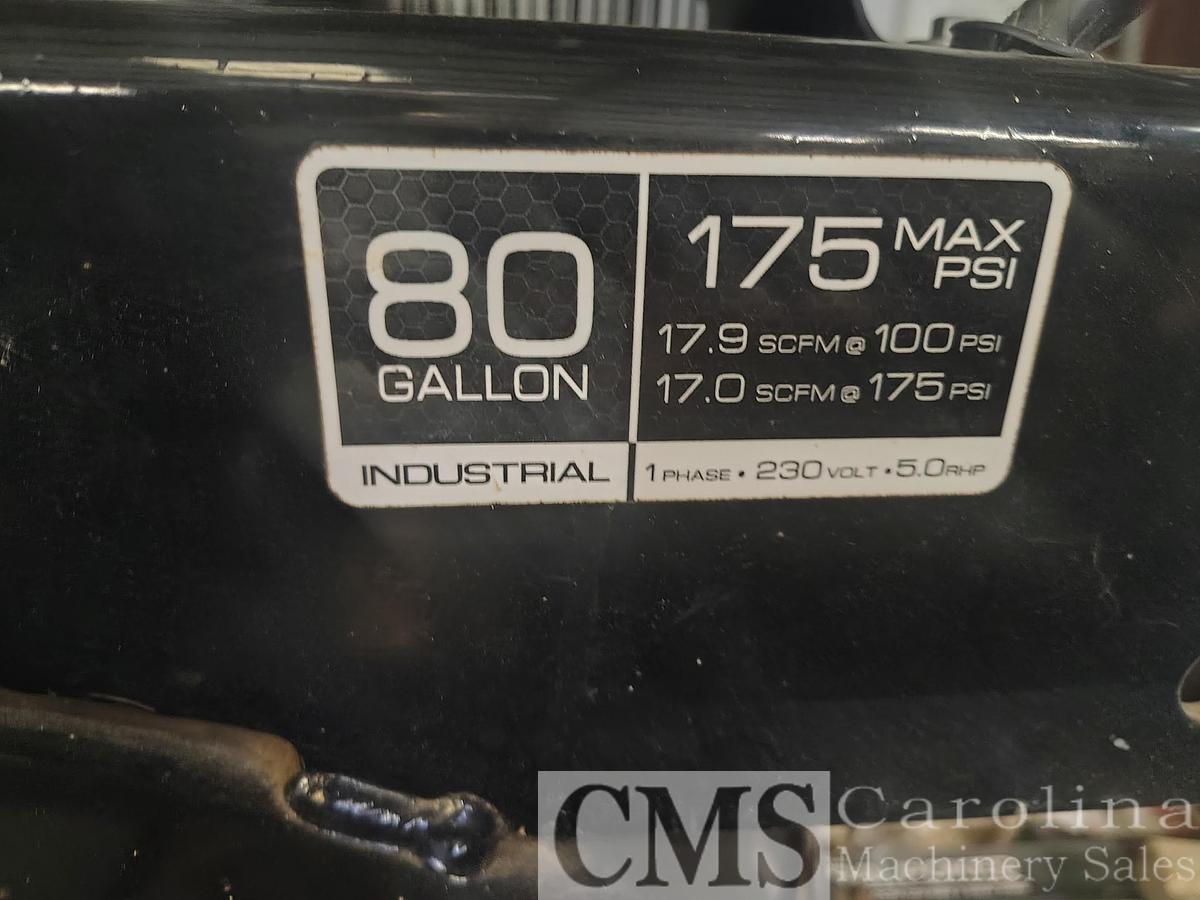 80
GALLON
INDUSTRIAL
175 MAX PSI
17.9 SCFM @ 100 PSI
17.0 SCFM @ 175 PSI
1 PHASE • 230 VOLT • 5.0 RHP
CMS Carolina
Machinery Sales